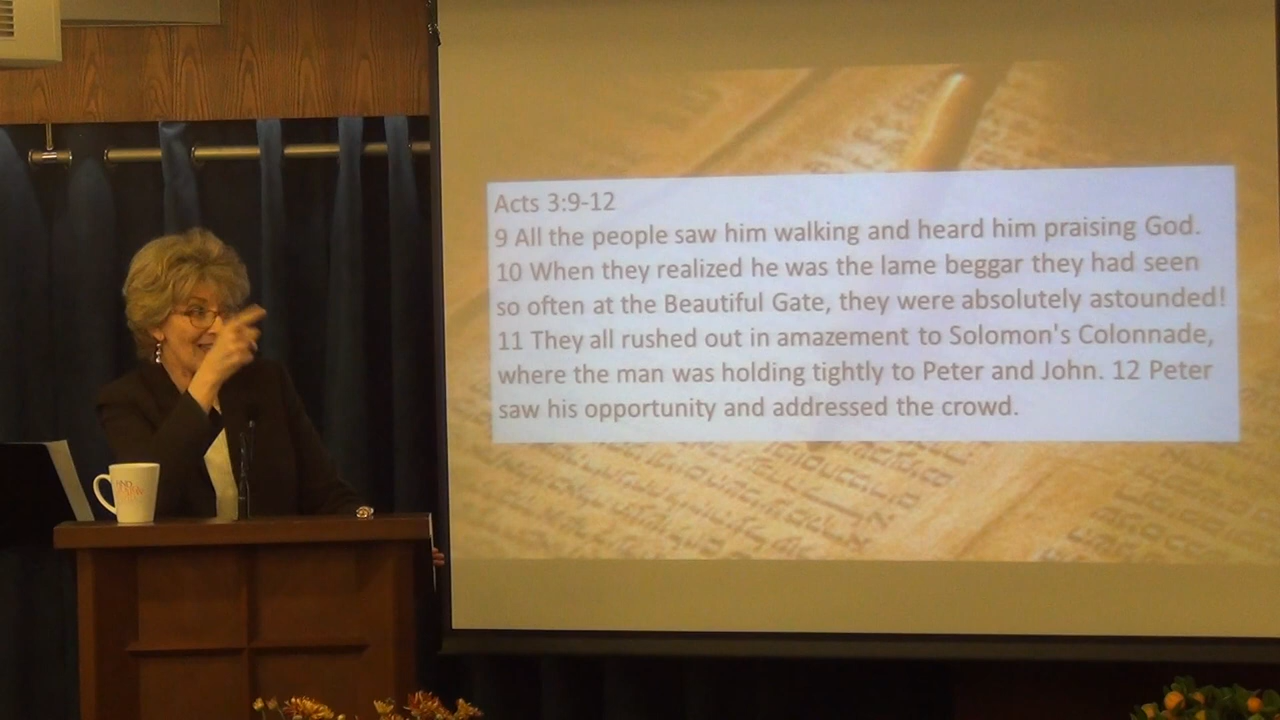 Acts 3:9-12
9 All the people saw him walking and heard him praising God.
10 When they realized he was the lame beggar they had seen
so often at the Beautiful Gate, they were absolutely astounded!
11 They all rushed out in amazement to Solomon's Colonnade,
where the man was holding tightly to Peter and John. 12 Peter
saw his opportunity and addressed the crowd.